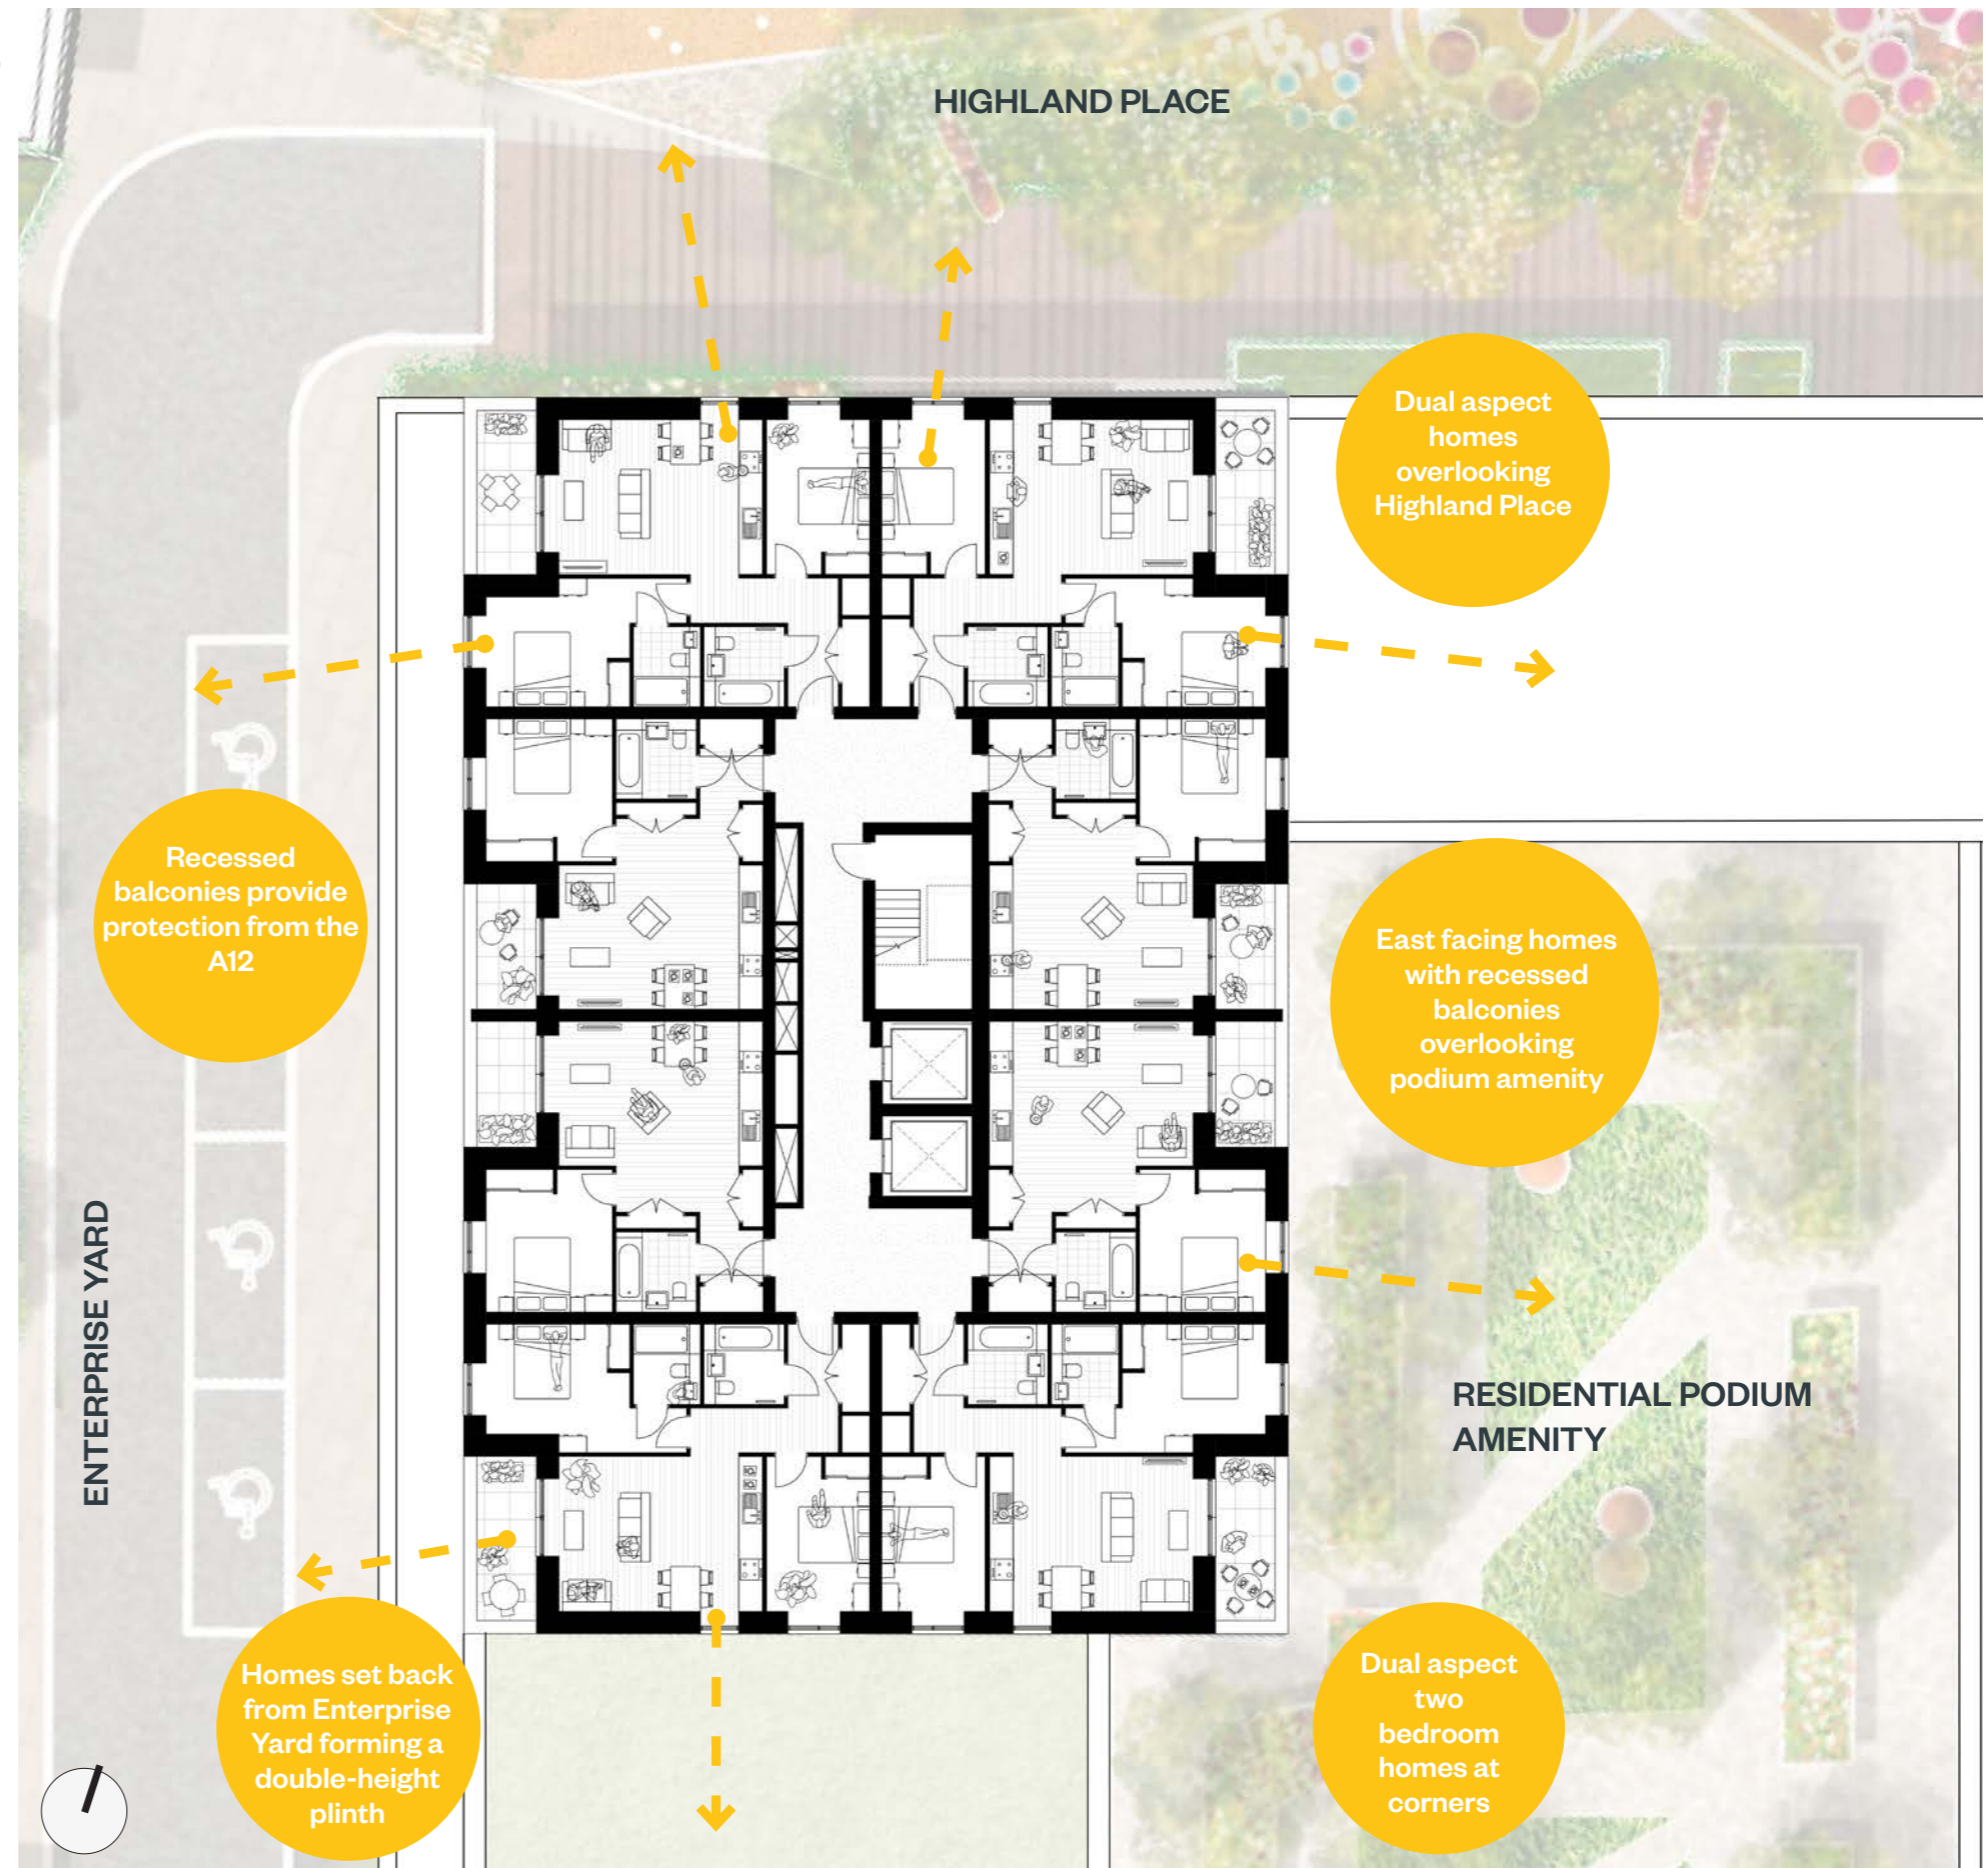 HIGHLAND PLACE
Dual aspect
homes
overlooking
Highland Place
Recessed
balconies provide
protection from the
A12
East facing homes
with recessed
balconies
overlooking
podium amenity
ENTERPRISE YARD
RESIDENTIAL PODIUM
AMENITY
Homes set back
from Enterprise
Yard forming a
double-height
plinth
Dual aspect
two
bedroom
homes at
corners